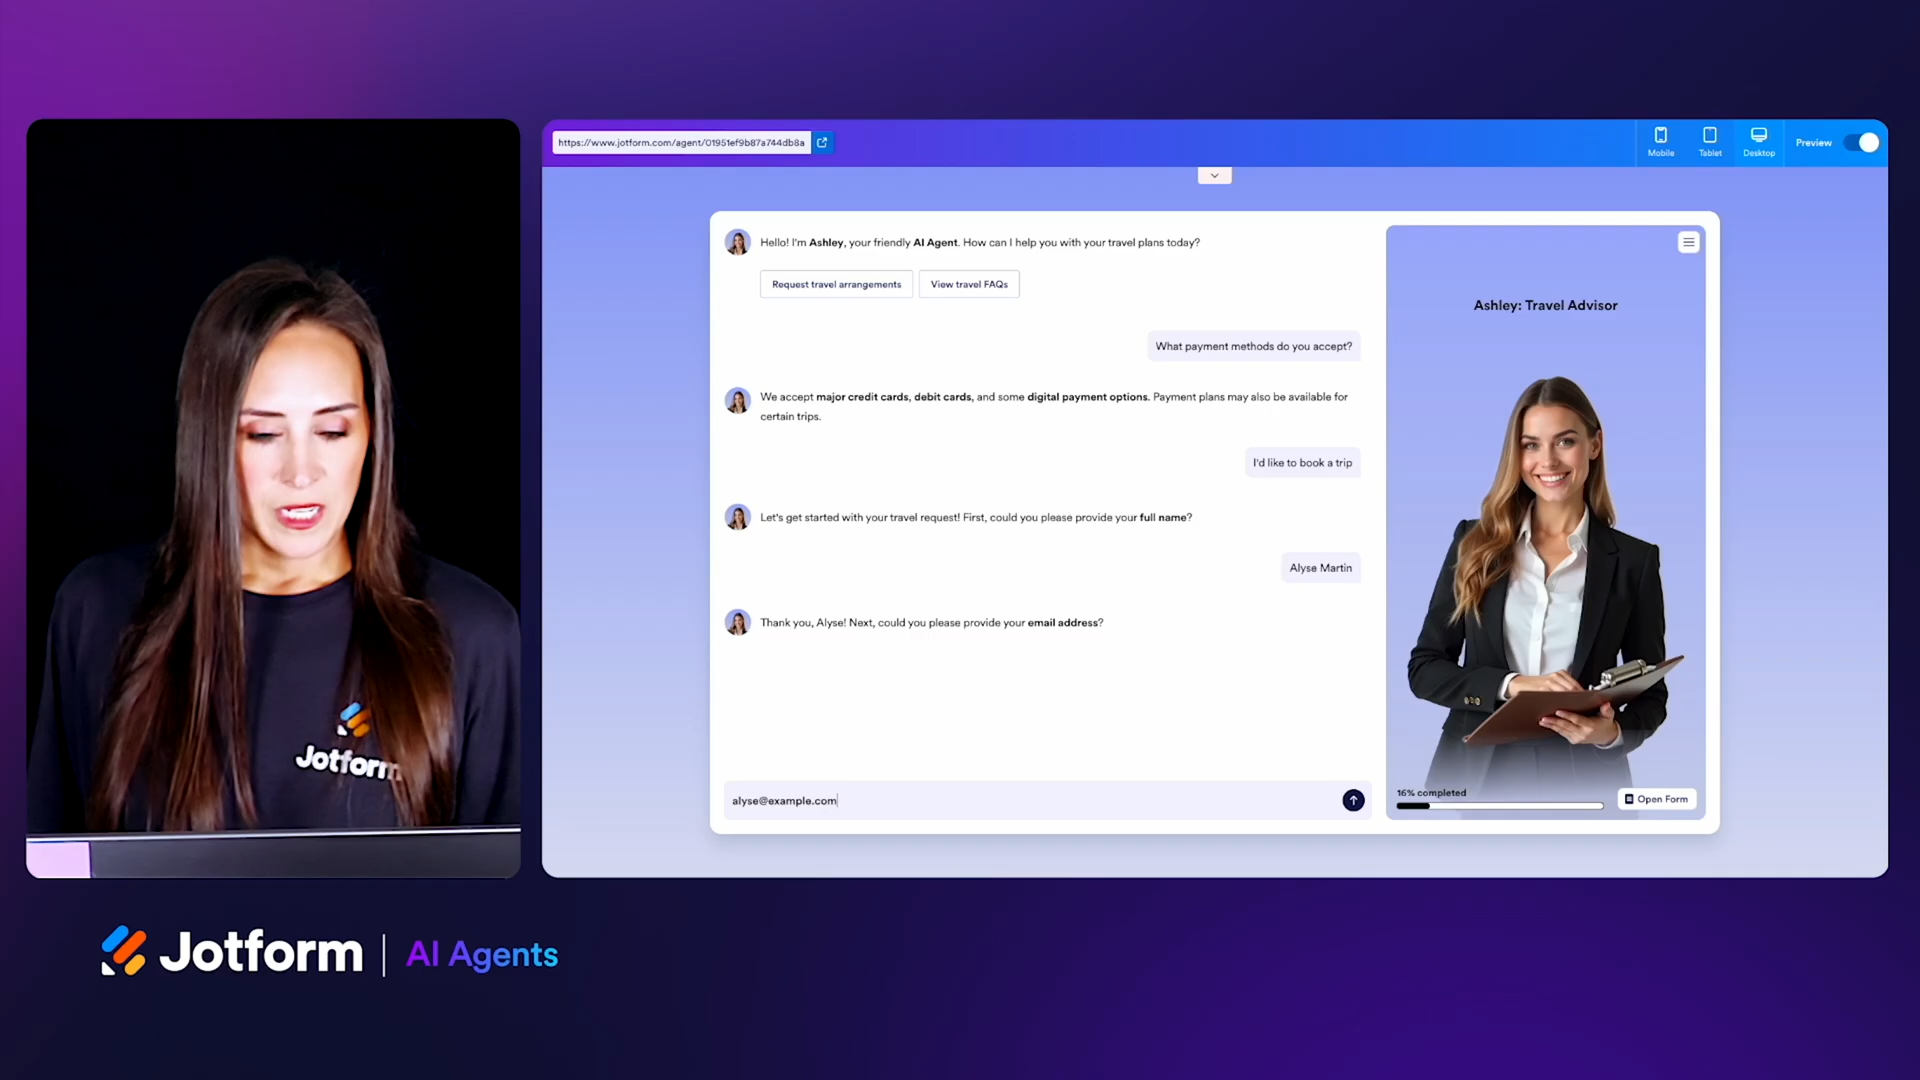 https://www.jotform.com/agent/01951ef9b87a744db8a
Mobile
Tablet
Desktop
Preview
Hello! I'm Ashley, your friendly AI Agent. How can I help you with your travel plans today?
Request travel arrangements
View travel FAQs
What payment methods do you accept?
We accept major credit cards, debit cards, and some digital payment options. Payment plans may also be available for
certain trips.
I'd like to book a trip
Let's get started with your travel request! First, could you please provide your full name?
Alyse Martin
Thank you, Alyse! Next, could you please provide your email address?
alyse@example.com
Ashley: Travel Advisor
16% completed
Open Form
Jotform
Jotform | AI Agents